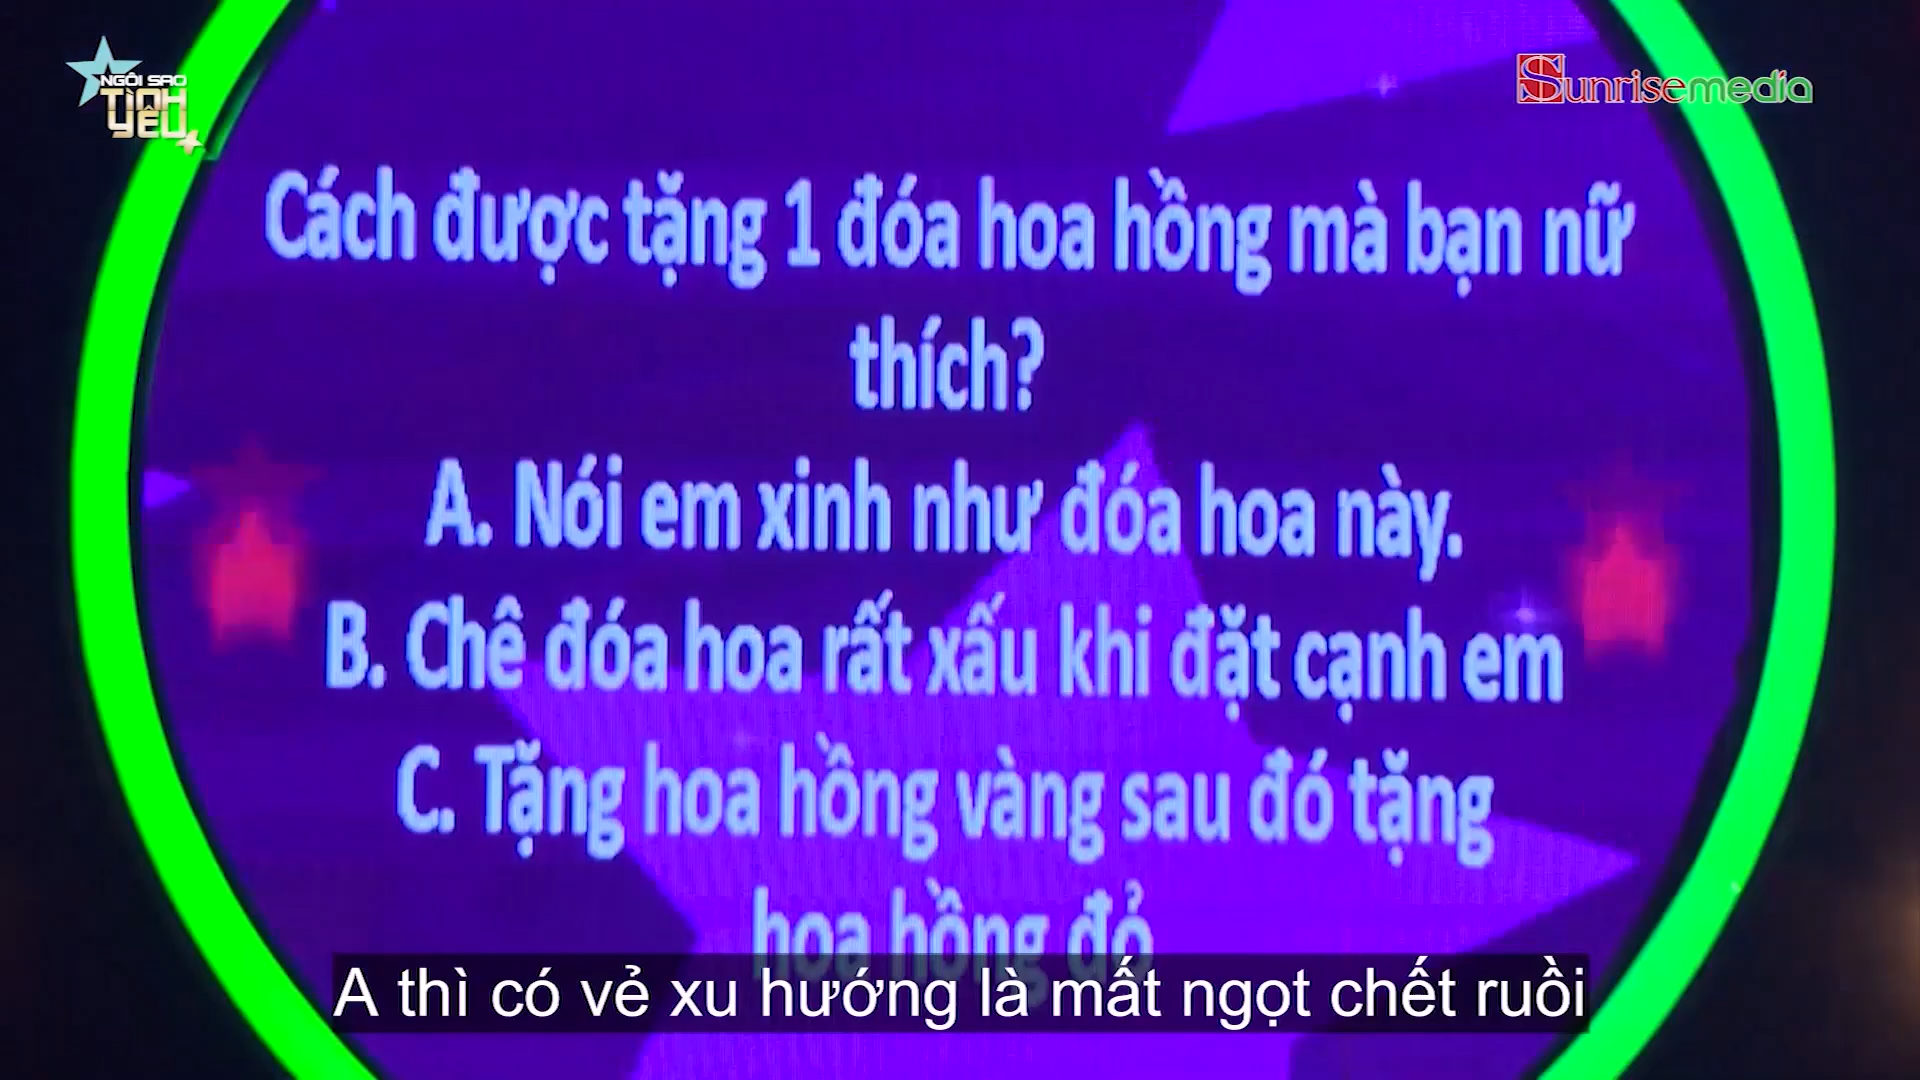 NGÔI SAO
TÌNH
YÊU
Sunrisemedia
Cách được tặng 1 đóa hoa hồng mà bạn nữ
thích?
A. Nói em xinh như đóa hoa này.
B. Chê đóa hoa rất xấu khi đặt cạnh em
C. Tặng hoa hồng vàng sau đó tặng
hoa hồng đỏ
A thì có vẻ xu hướng là mất ngọt chết ruồi